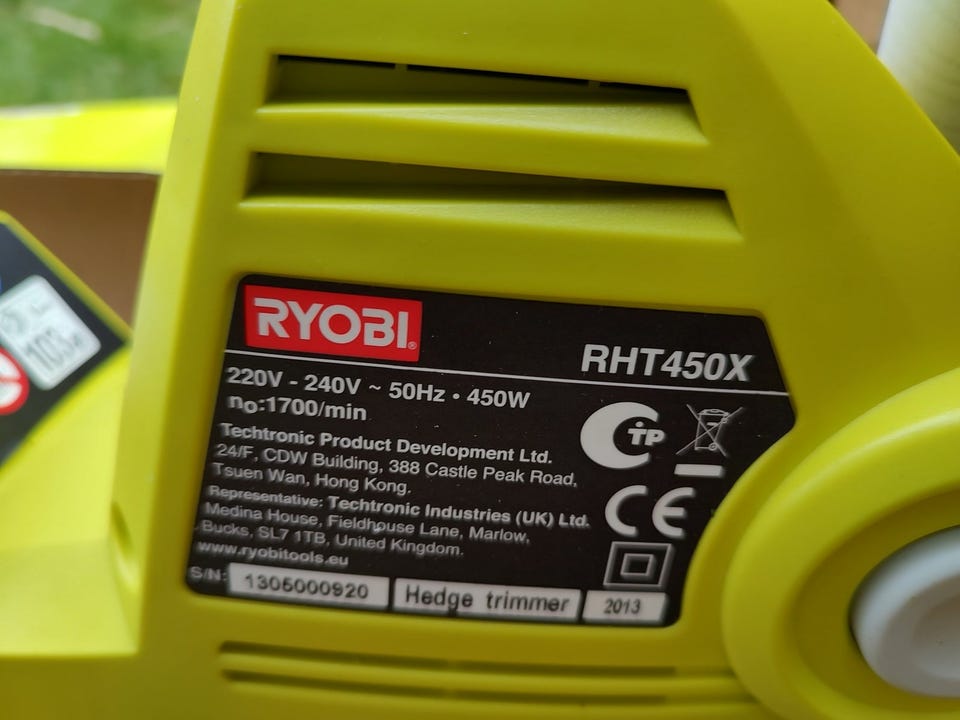 RYOBI®
RHT450X
220V - 240V ~ 50Hz • 450W
no:1700/min
Techtronic Product Development Ltd.
24/F, CDW Building, 388 Castle Peak Road,
Tsuen Wan, Hong Kong.
Representative: Techtronic Industries (UK) Ltd.
Medina House, Fieldhouse Lane, Marlow,
Bucks, SL7 1TB, United Kingdom.
www.ryobitools.eu
S/N: 1305000920 Hedge trimmer 2013
CTP
CE
103